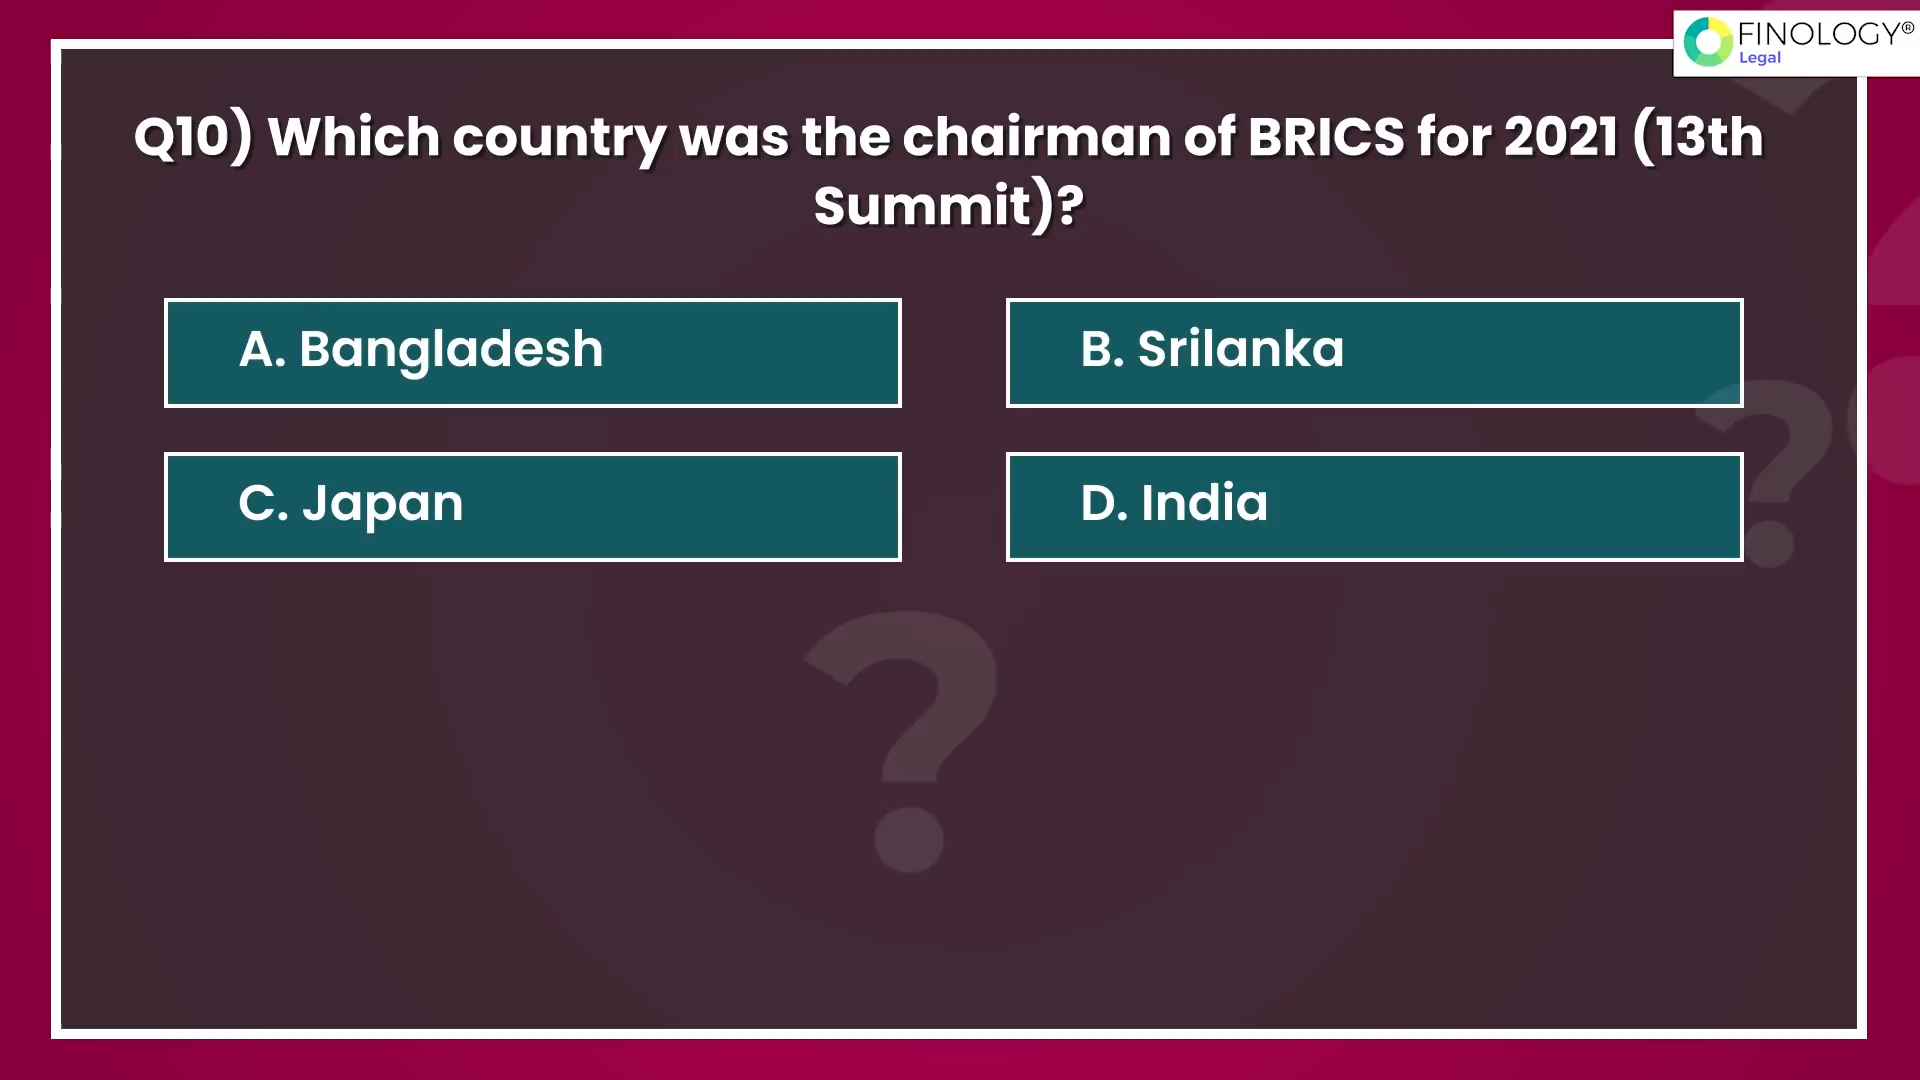 FINOLOGY®
Legal
Q10) Which country was the chairman of BRICS for 2021 (13th
Summit)?
A. Bangladesh
B. Srilanka
C. Japan
D. India